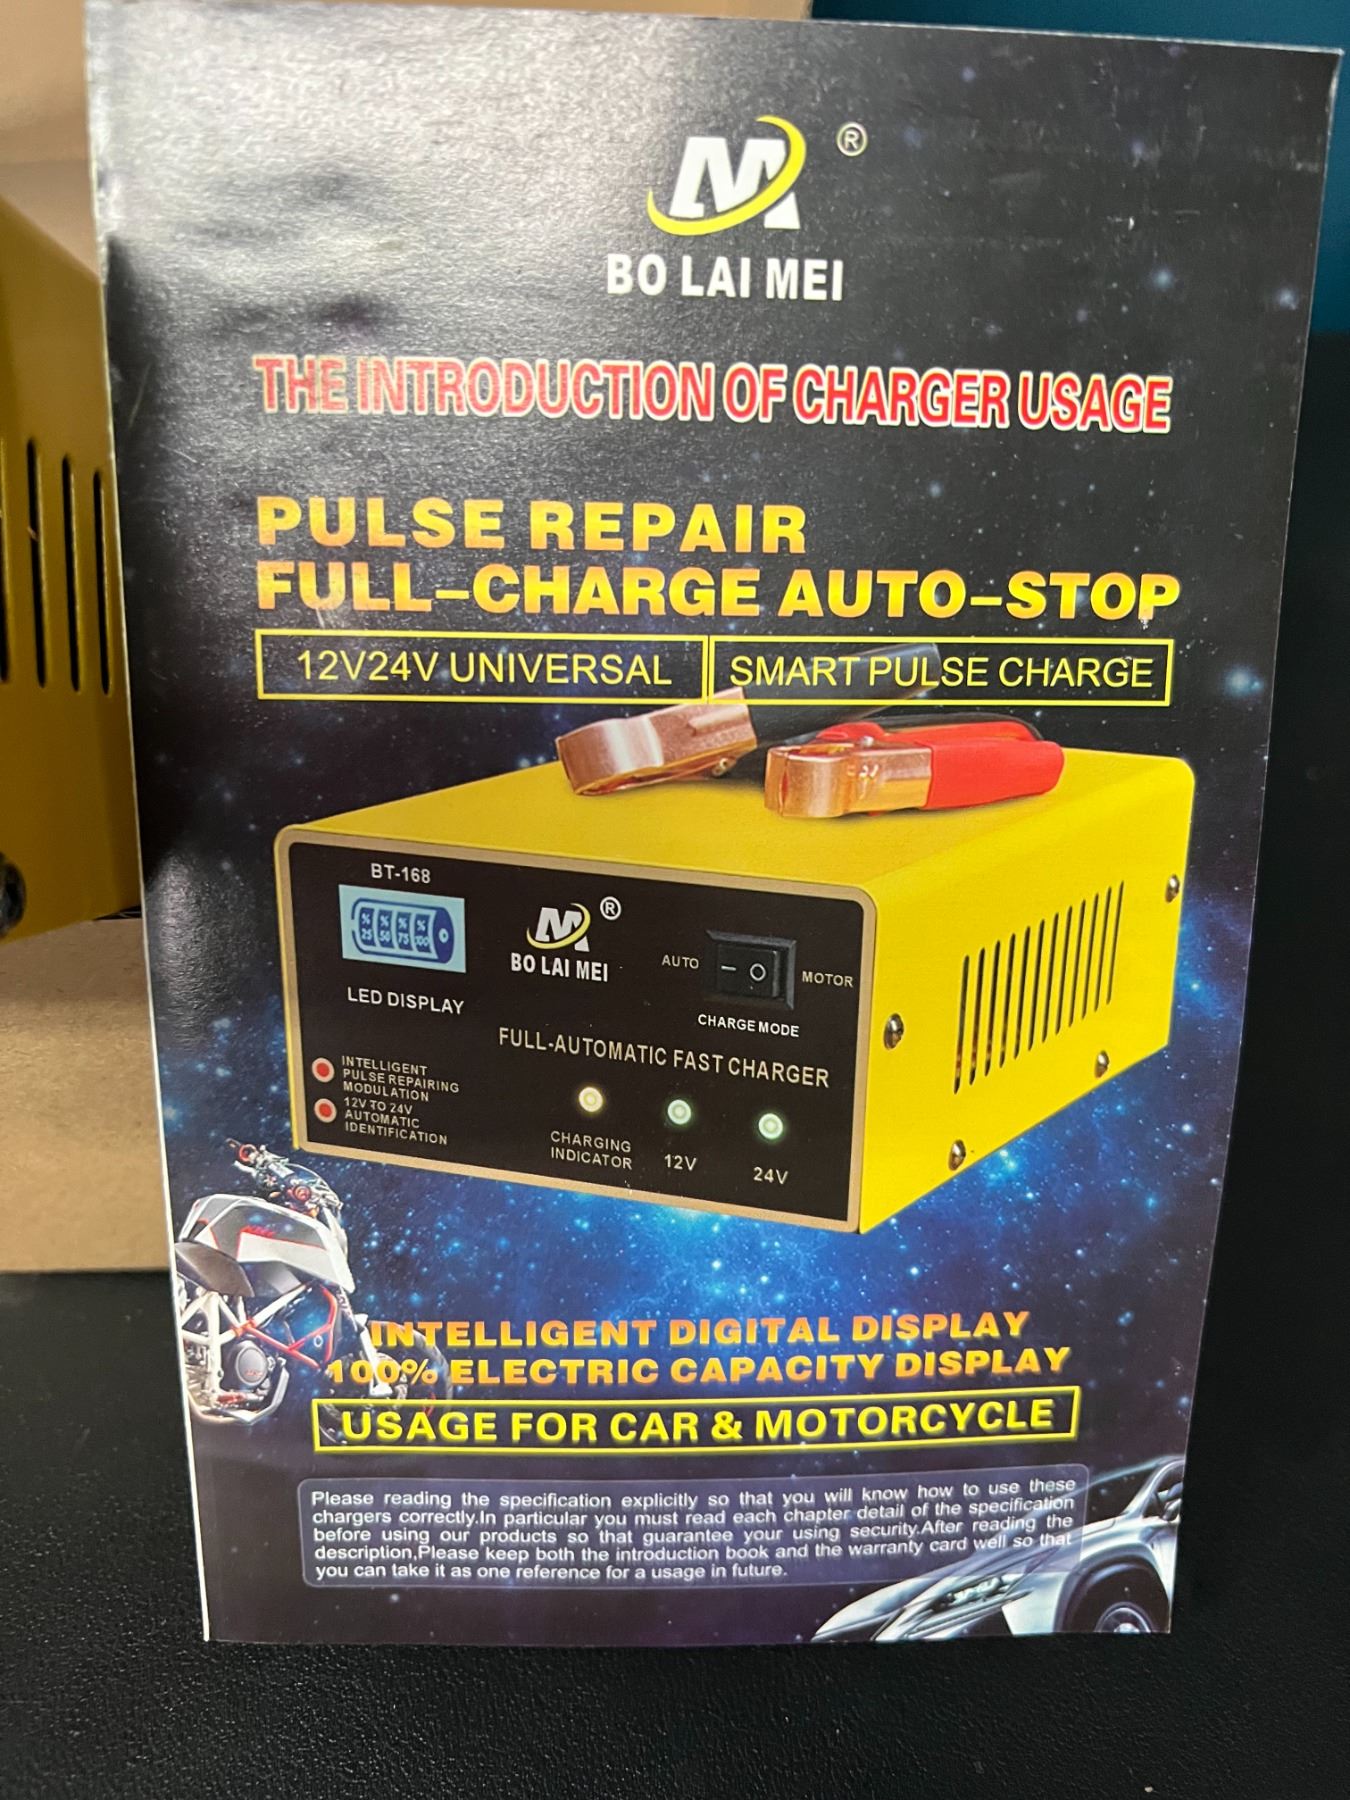 ®
BO LAI MEI
THE INTRODUCTION OF CHARGER USAGE
PULSE REPAIR
FULL-CHARGE AUTO-STOP
12V24V UNIVERSAL
SMART PULSE CHARGE
BT-168
% % % %
25 50 75 100
LED DISPLAY
®
BO LAI MEI
AUTO
MOTOR
CHARGE MODE
FULL-AUTOMATIC FAST CHARGER
INTELLIGENT
PULSE REPAIRING
MODULATION
12V TO 24V
AUTOMATIC
IDENTIFICATION
CHARGING
INDICATOR
12V
24V
INTELLIGENT DIGITAL DISPLAY
100% ELECTRIC CAPACITY DISPLAY
USAGE FOR CAR & MOTORCYCLE
Please reading the specification explicitly so that you will know how to use these
chargers correctly.In particular you must read each chapter detail of the specification
before using our products so that guarantee your using security.After reading the
description,Please keep both the introduction book and the warranty card well so that
you can take it as one reference for a usage in future.